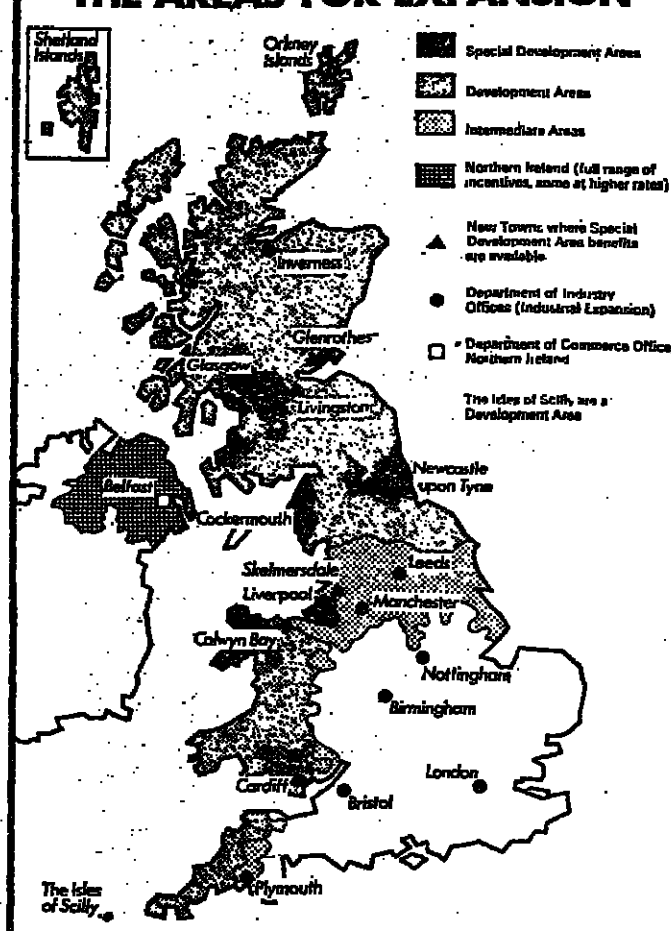 THE AREAS FOR EXPANSION
Shetland
Islands
Orkney
Islands
Special Development Areas
Development Areas
Intermediate Areas
Northern Ireland (full range of
incentives, some at higher rates)
New Towns where Special
Development Area benefits
are available
Department of Industry
Offices (Industrial Expansion)
Department of Commerce Office
Northern Ireland
The Isles of Scilly are a
Development Area
Inverness
Glenrothes
Glasgow
Livingston
Newcastle
upon Tyne
Belfast
Cockermouth
Skelmersdale
Leeds
Liverpool
Manchester
Colwyn Bay
Nottingham
Birmingham
Cardiff
Bristol
London
Plymouth
The Isles
of Scilly